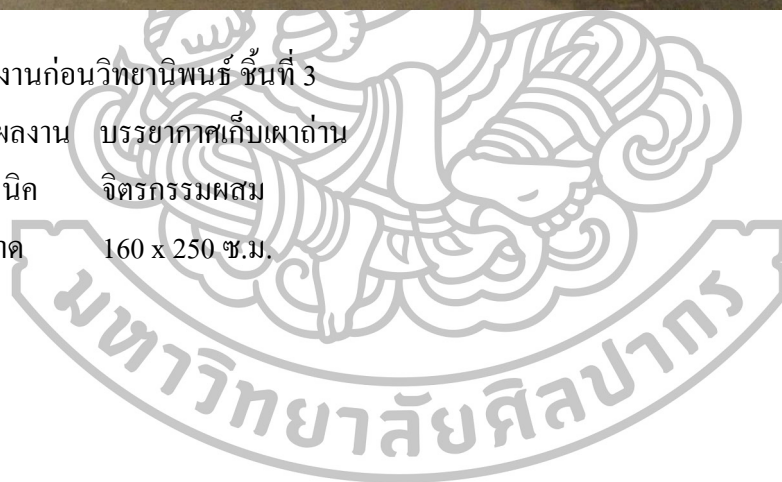 งานก่อนวิทยานิพนธ์ ชิ้นที่ 3
ผลงาน บรรยากาศเก็บเผาถ่าน
นิค จิตรกรรมผสม
าด 160 x 250 ซ.ม.
มหาวิทยาลัยศิลปากร